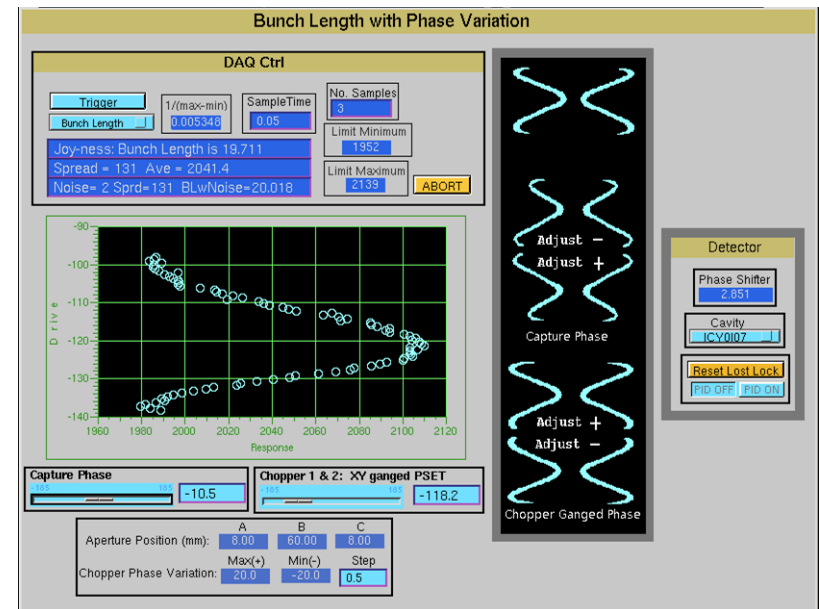 Bunch Length with Phase Variation
DAQ Ctrl
Trigger
Bunch Length
1/(max-min)
0.005348
SampleTime
0.05
No. Samples
3
Limit Minimum
1952
Limit Maximum
2139
ABORT
Joy-ness: Bunch Length is 19.711
Spread = 131 Ave = 2041.4
Noise= 2 Sprd=131 BLwNoise=20.018
-90
-100
-110
-120
-130
-140
Drive
1960 1980 2000 2020 2040 2060 2080 2100 2120
Response
Adjust -
Adjust +
Capture Phase
Adjust +
Adjust -
Chopper Ganged Phase
Detector
Phase Shifter
2.851
Cavity
ICY0I07
Reset Lost Lock
PID OFF PID ON
Capture Phase
-185 185
-10.5
Chopper 1 & 2: XY ganged PSET
-185 185
-118.2
A B C
Aperture Position (mm): 8.00 60.00 8.00
Max(+) Min(-) Step
Chopper Phase Variation: 20.0 -20.0 0.5